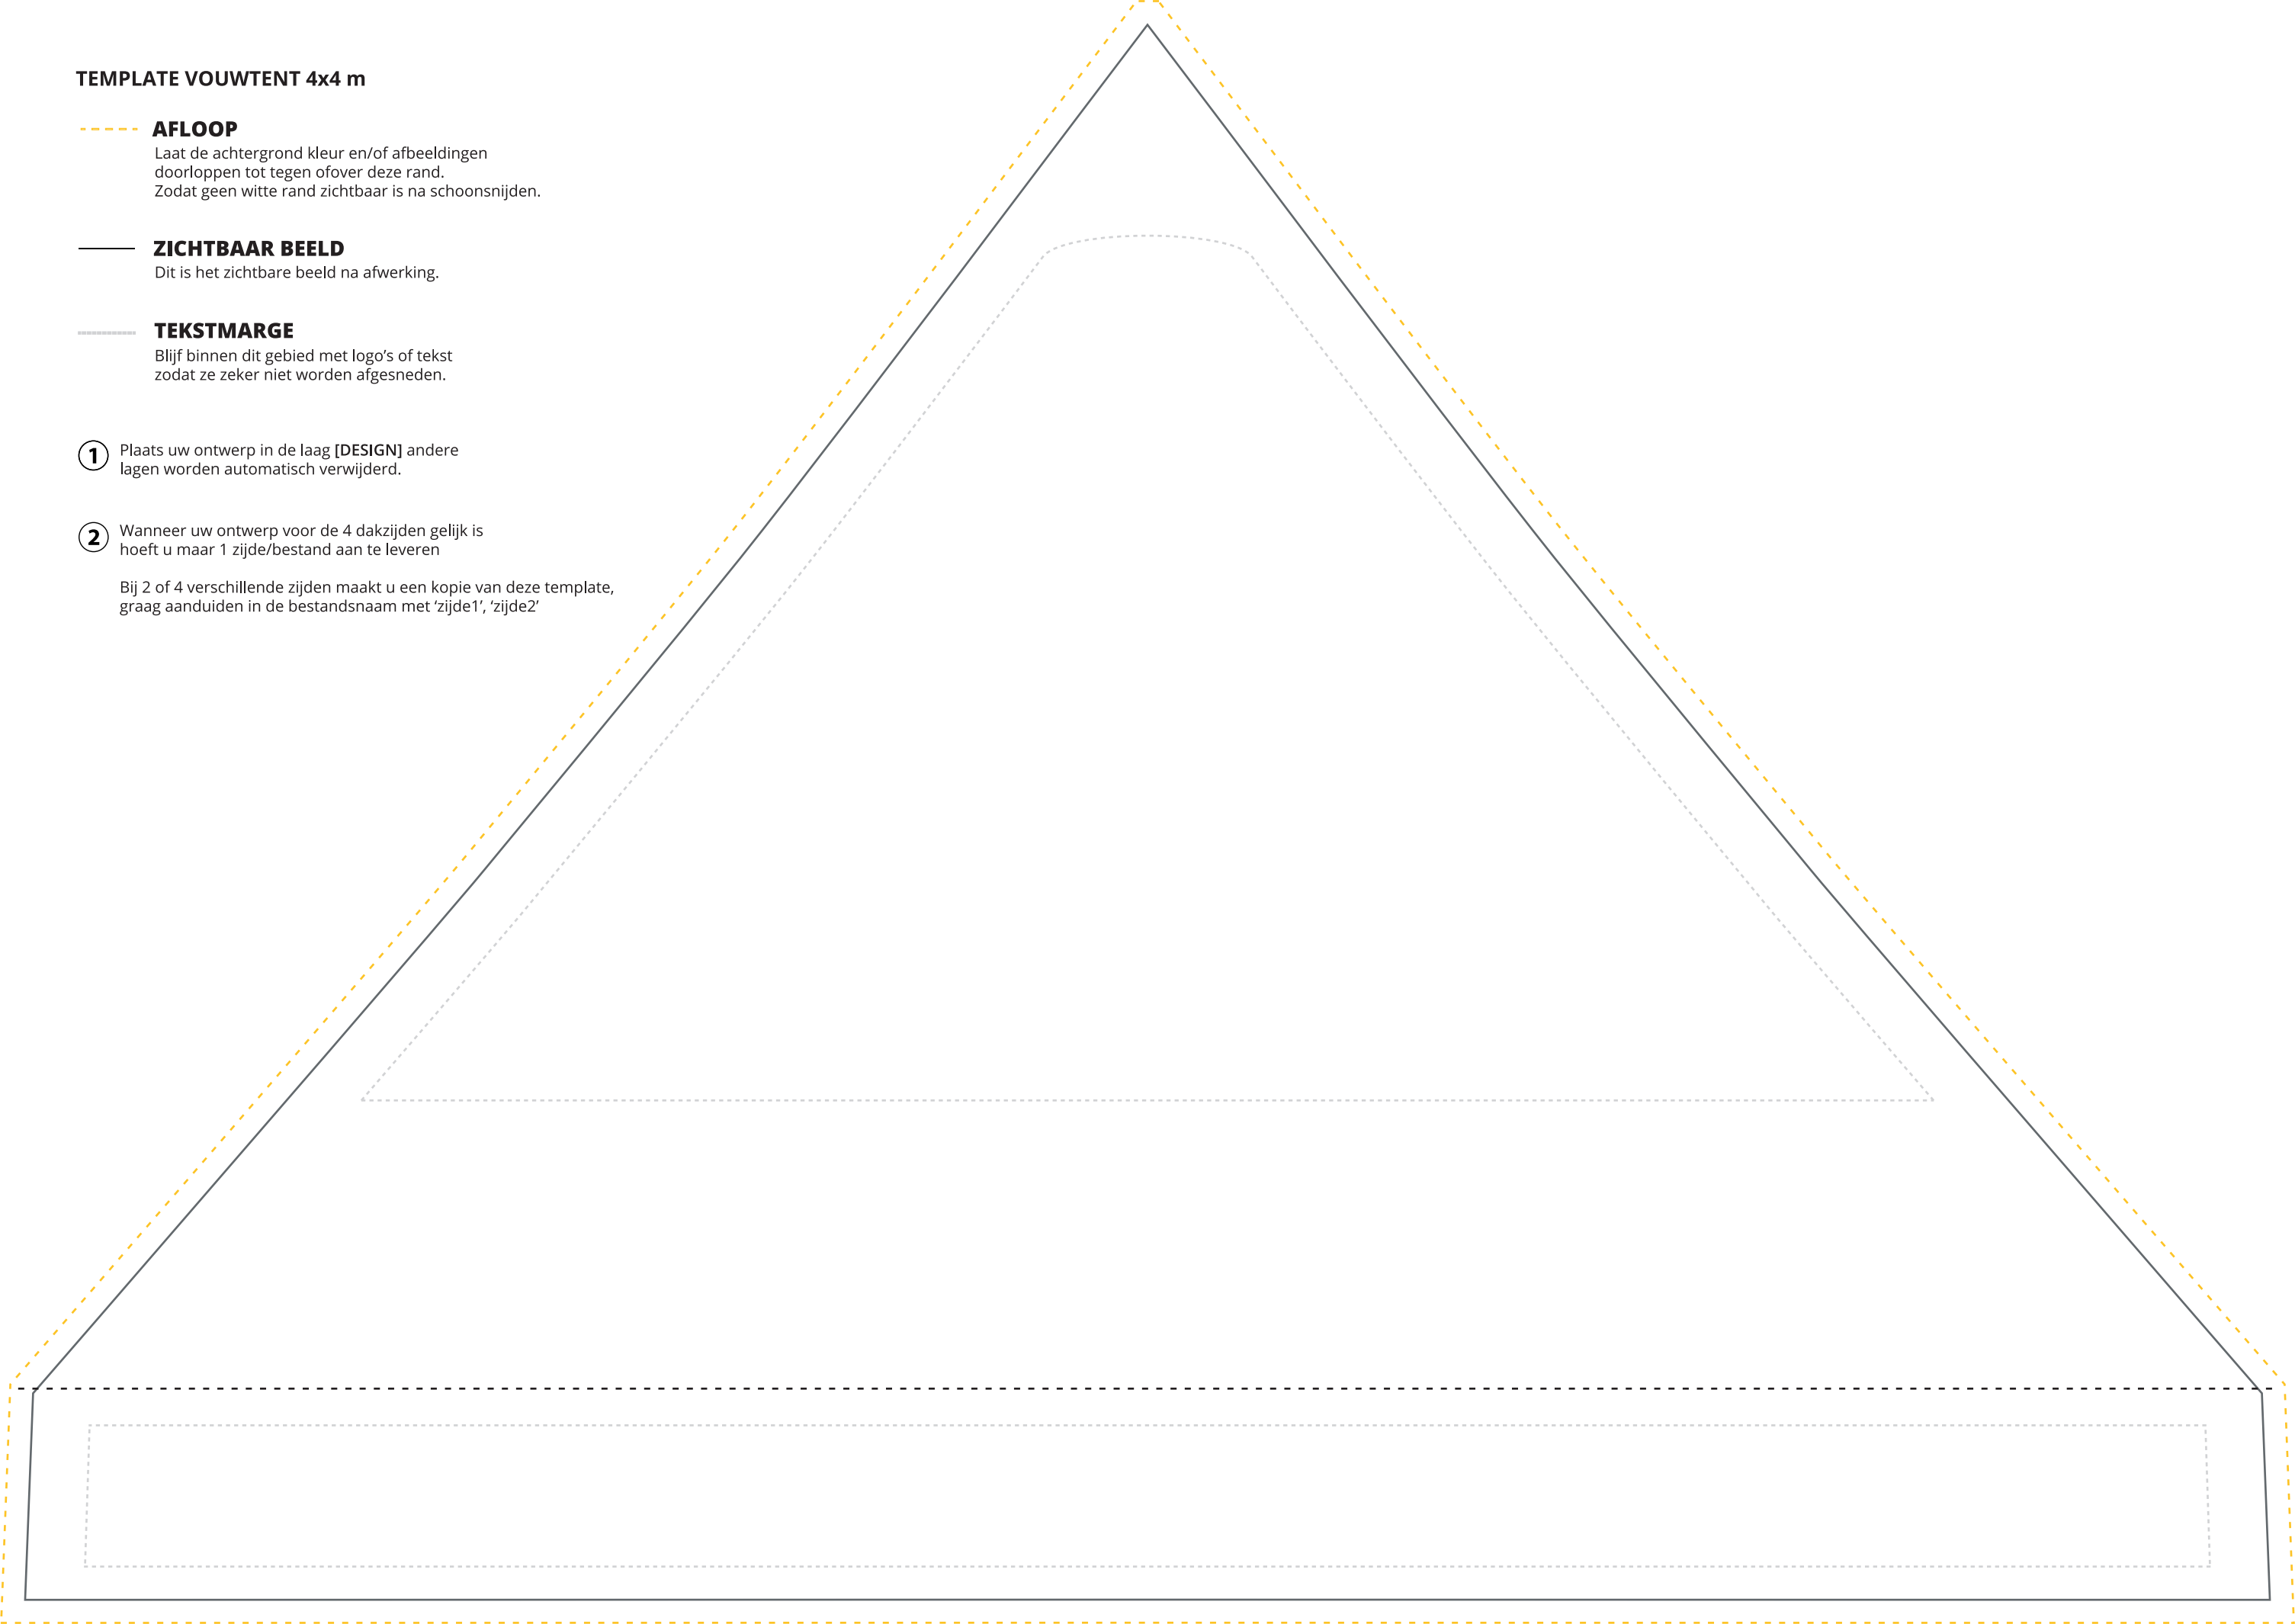 TEMPLATE VOUWTENT 4x4 m
AFLOOP
Laat de achtergrond kleur en/of afbeeldingen
doorloppen tot tegen ofover deze rand.
Zodat geen witte rand zichtbaar is na schoonsnijden.
ZICHTBAAR BEELD
Dit is het zichtbare beeld na afwerking.
TEKSTMARGE
Blijf binnen dit gebied met logo’s of tekst
zodat ze zeker niet worden afgesneden.
1 Plaats uw ontwerp in de laag [DESIGN] andere
lagen worden automatisch verwijderd.
2 Wanneer uw ontwerp voor de 4 dakzijden gelijk is
hoeft u maar 1 zijde/bestand aan te leveren
Bij 2 of 4 verschillende zijden maakt u een kopie van deze template,
graag aanduiden in de bestandsnaam met ‘zijde1’, ‘zijde2’